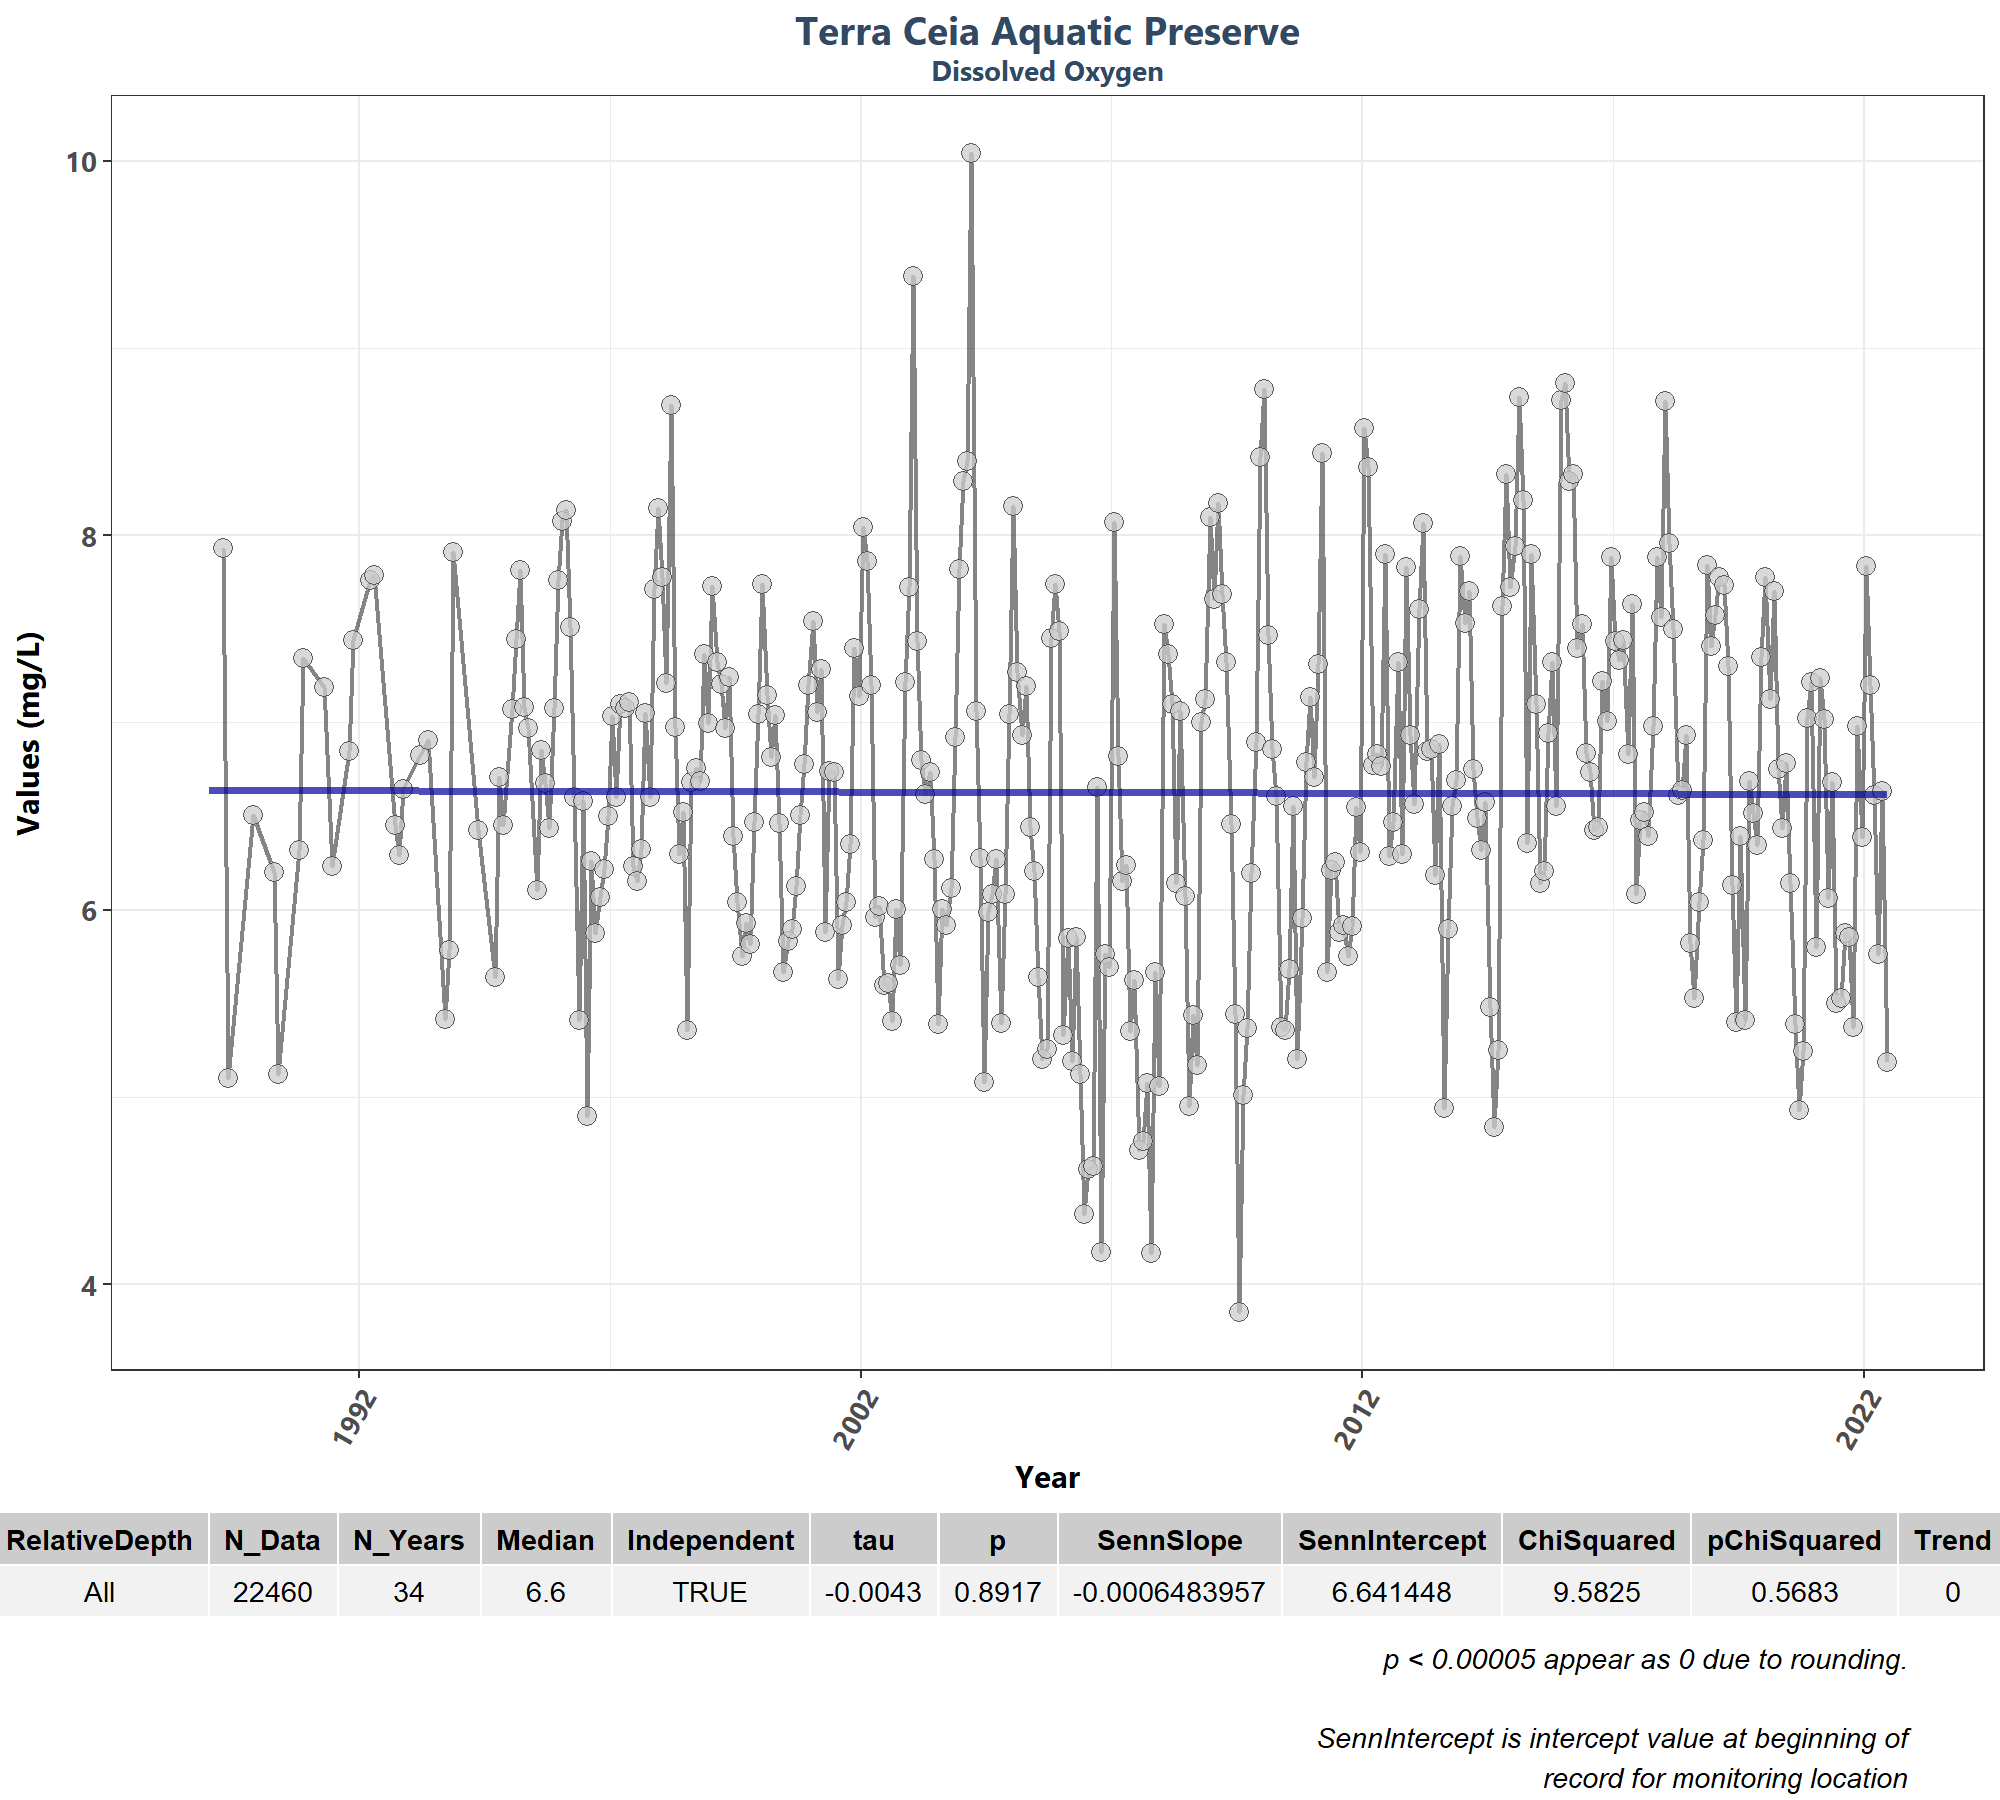 Terra Ceia Aquatic Preserve
Dissolved Oxygen
10
8
6
4
Values (mg/L)
1992 2002 2012 2022
Year
RelativeDepth N_Data N_Years Median Independent tau p SennSlope SennIntercept ChiSquared pChiSquared Trend
All 22460 34 6.6 TRUE -0.0043 0.8917 -0.0006483957 6.641448 9.5825 0.5683 0
p < 0.00005 appear as 0 due to rounding.
SennIntercept is intercept value at beginning of
record for monitoring location